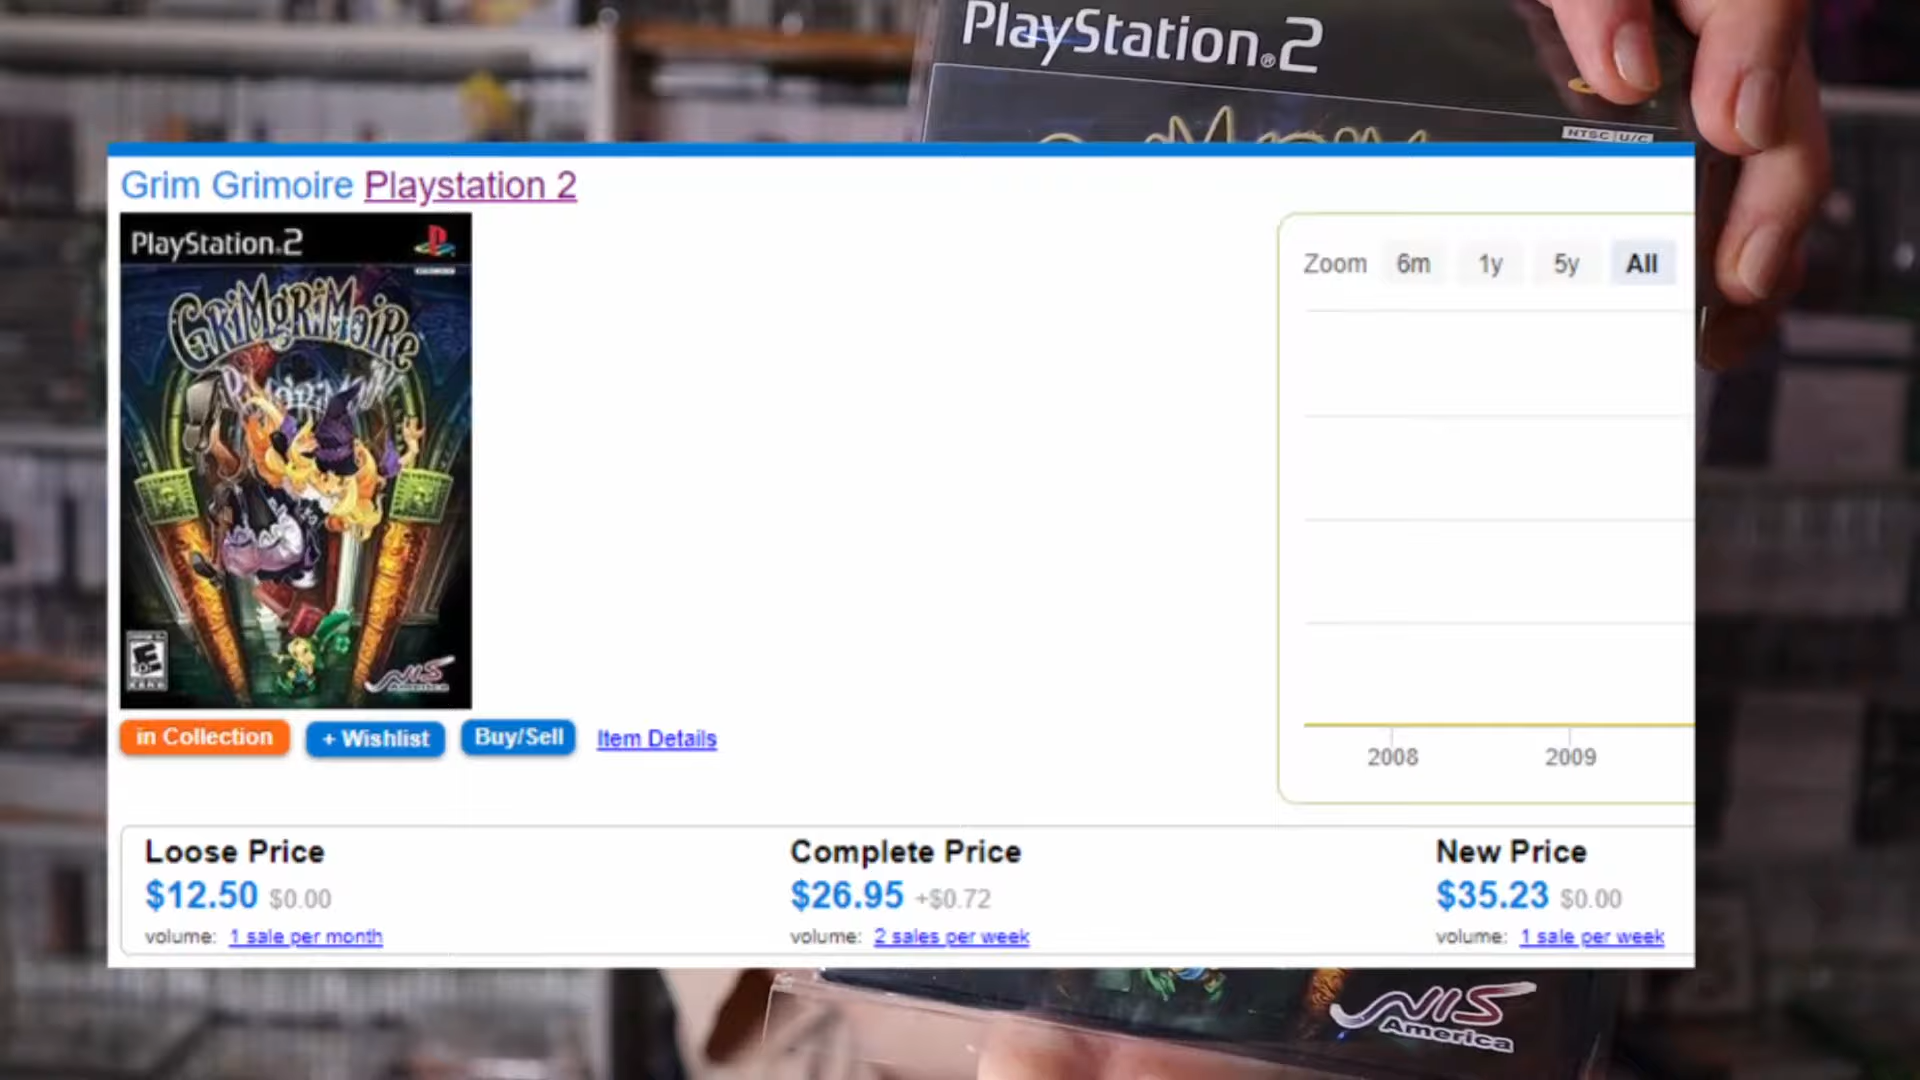 PlayStation®2
NTSC U/C
Grim Grimoire Playstation 2
PlayStation.2
GRiMgRiMoiRe
NIS
America
in Collection
+ Wishlist
Buy/Sell
Item Details
Zoom
6m
1y
5y
All
2008
2009
Loose Price
$12.50 $0.00
volume: 1 sale per month
Complete Price
$26.95 +$0.72
volume: 2 sales per week
New Price
$35.23 $0.00
volume: 1 sale per week
NIS
America